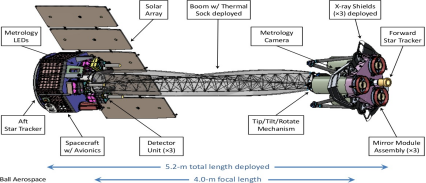 Metrology
LEDs
Solar
Array
Boom w/ Thermal
Sock deployed
Metrology
Camera
X-ray Shields
(×3) deployed
Forward
Star Tracker
Aft
Star Tracker
Spacecraft
w/ Avionics
Detector
Unit (×3)
Tip/Tilt/Rotate
Mechanism
Mirror Module
Assembly (×3)
5.2-m total length deployed
4.0-m focal length
Ball Aerospace